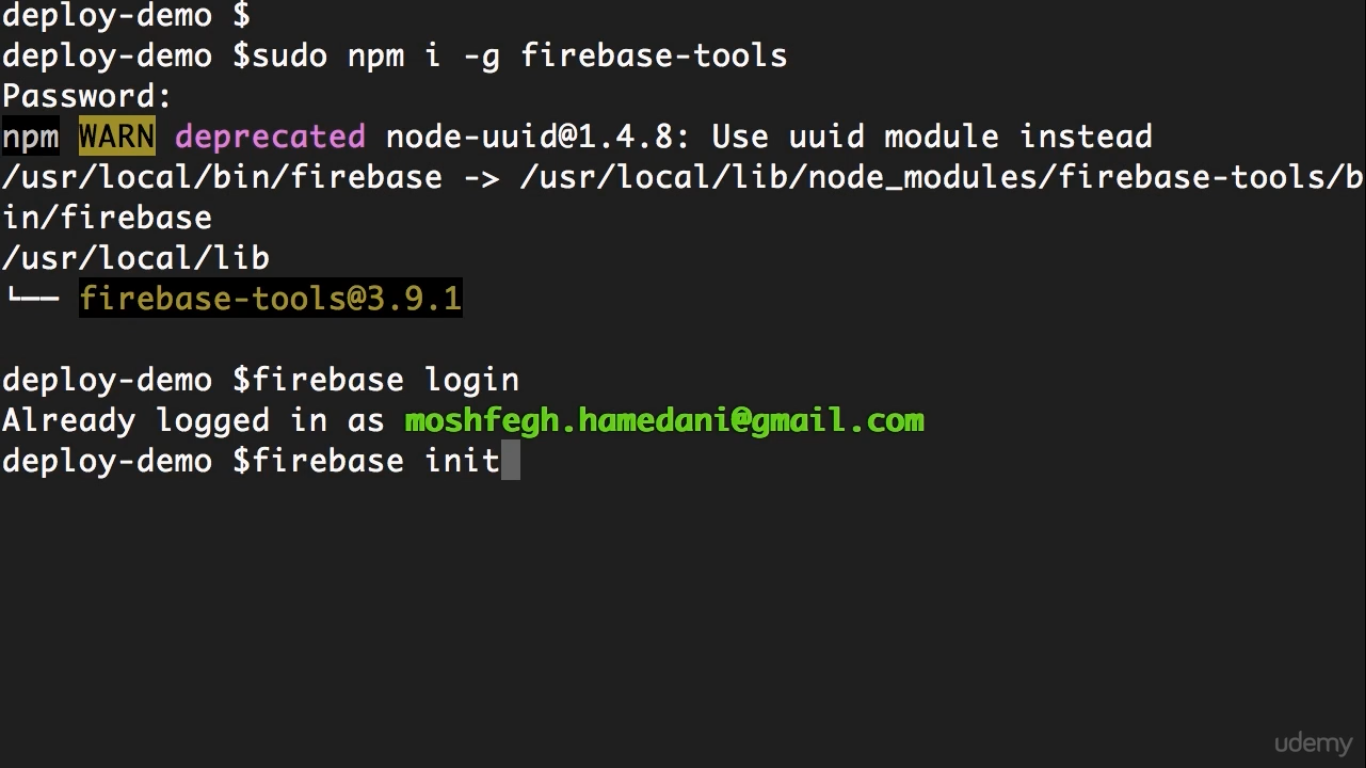 deploy-demo $
deploy-demo $sudo npm i -g firebase-tools
Password:
npm WARN deprecated node-uuid@1.4.8: Use uuid module instead
/usr/local/bin/firebase -> /usr/local/lib/node_modules/firebase-tools/b
in/firebase
/usr/local/lib
└── firebase-tools@3.9.1
deploy-demo $firebase login
Already logged in as moshfegh.hamedani@gmail.com
deploy-demo $firebase init
udemy